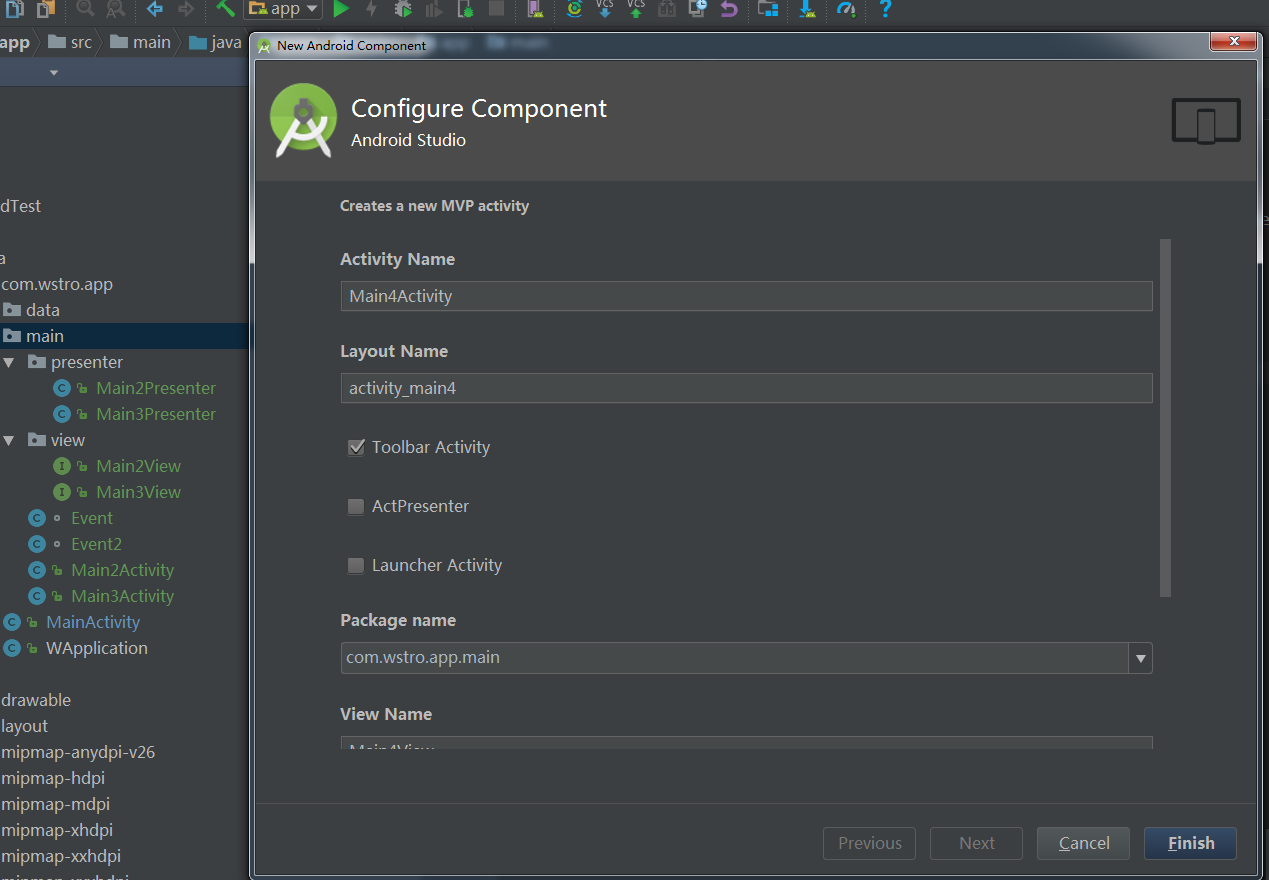 app
VCS
VCS
app
src
main
java
New Android Component
Configure Component
Android Studio
Creates a new MVP activity
Activity Name
Main4Activity
Layout Name
activity_main4
Toolbar Activity
ActPresenter
Launcher Activity
Package name
com.wstro.app.main
View Name
Main4View
Previous
Next
Cancel
Finish
dTest
a
com.wstro.app
data
main
presenter
Main2Presenter
Main3Presenter
view
Main2View
Main3View
Event
Event2
Main2Activity
Main3Activity
MainActivity
WApplication
drawable
layout
mipmap-anydpi-v26
mipmap-hdpi
mipmap-mdpi
mipmap-xhdpi
mipmap-xxhdpi